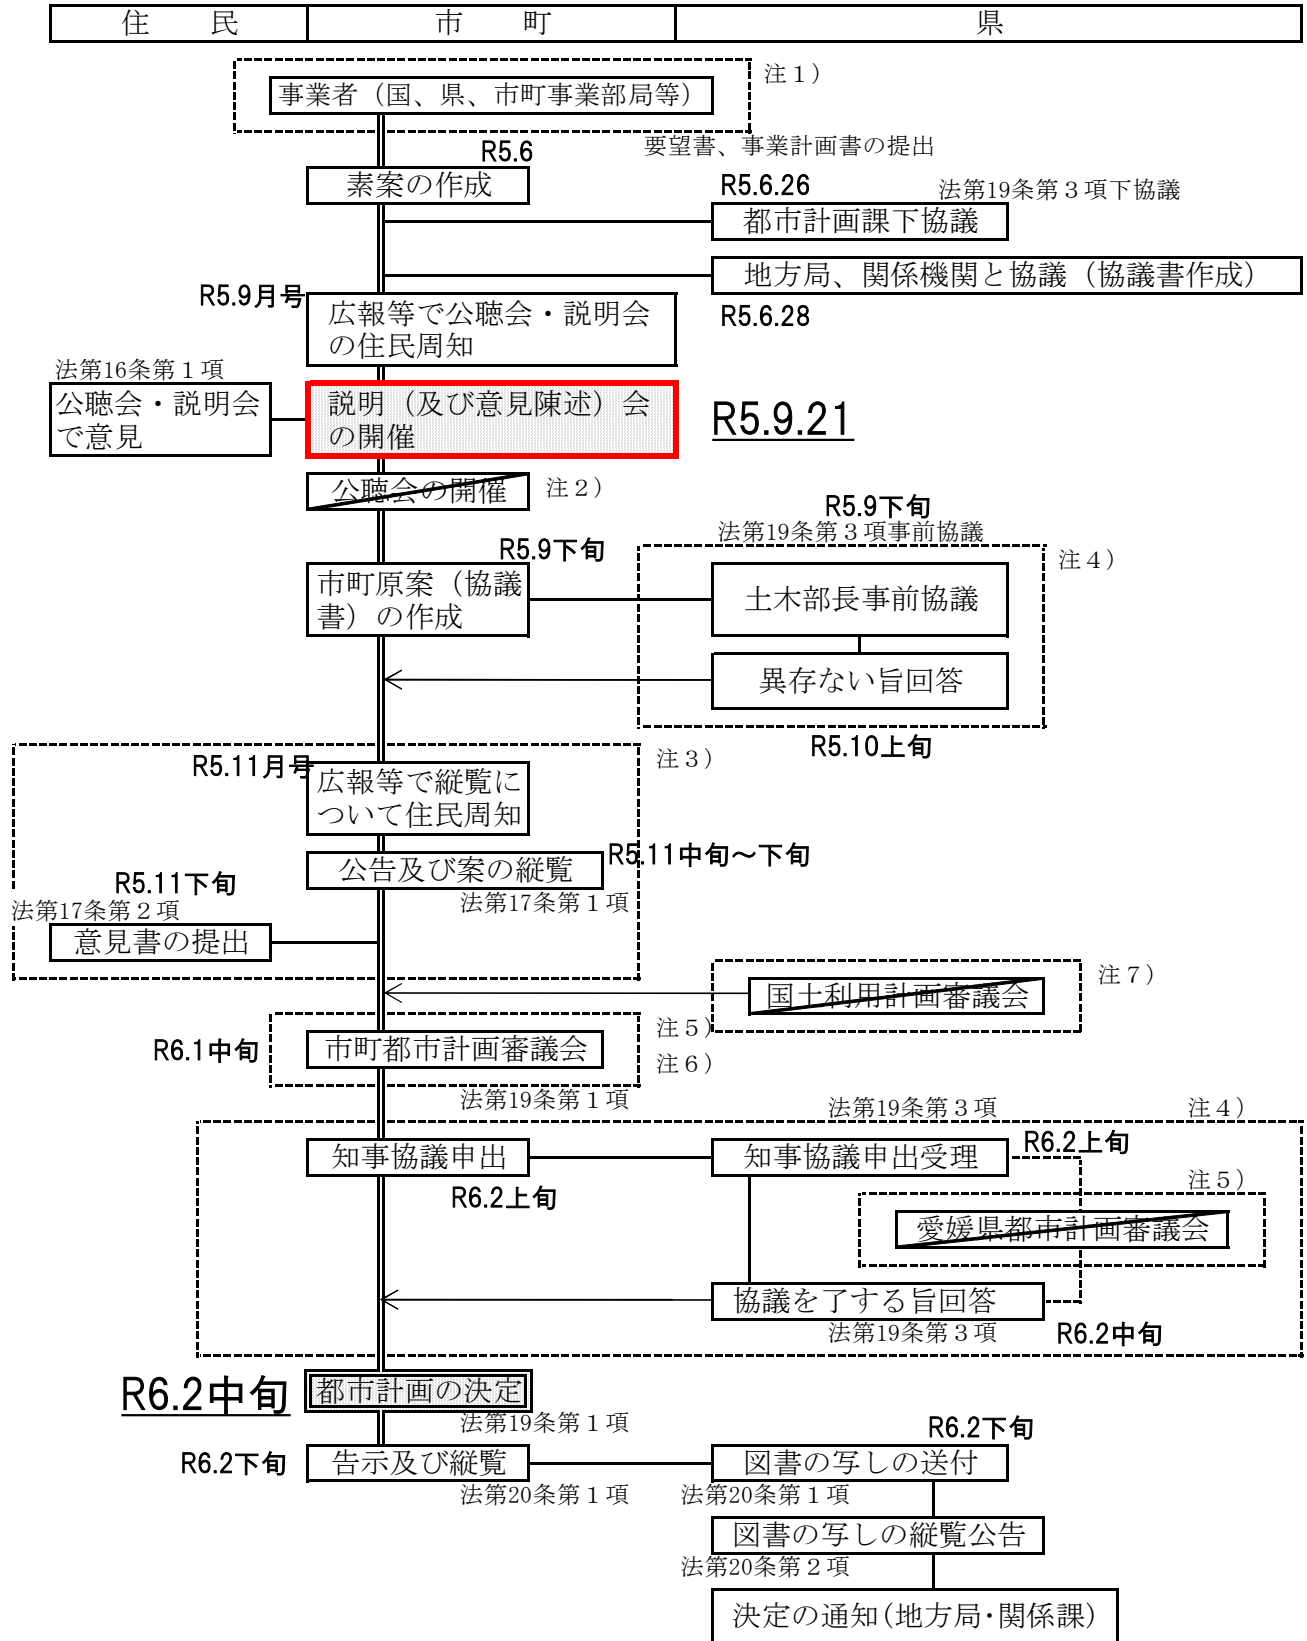 住　民
市　町
県
注１）
事業者（国、県、市町事業部局等）
要望書、事業計画書の提出
R5.6
素案の作成
R5.6.26
法第19条第３項下協議
都市計画課下協議
地方局、関係機関と協議（協議書作成）
R5.9月号
R5.6.28
広報等で公聴会・説明会
の住民周知
法第16条第１項
公聴会・説明会
で意見
説明（及び意見陳述）会
の開催
R5.9.21
公聴会の開催
注２）
R5.9下旬
法第19条第３項事前協議
R5.9下旬
注４）
市町原案（協議
書）の作成
土木部長事前協議
異存ない旨回答
R5.10上旬
注３）
R5.11月号
広報等で縦覧に
ついて住民周知
公告及び案の縦覧
R5.11中旬～下旬
法第17条第１項
R5.11下旬
法第17条第２項
意見書の提出
注７）
国土利用計画審議会
注５）
R6.1中旬
市町都市計画審議会
注６）
法第19条第１項
法第19条第３項
注４）
知事協議申出
知事協議申出受理
R6.2上旬
R6.2上旬
注５）
愛媛県都市計画審議会
協議を了する旨回答
法第19条第３項
R6.2中旬
R6.2中旬
都市計画の決定
法第19条第１項
R6.2下旬
R6.2下旬
告示及び縦覧
図書の写しの送付
法第20条第１項
法第20条第１項
図書の写しの縦覧公告
法第20条第２項
決定の通知(地方局・関係課)